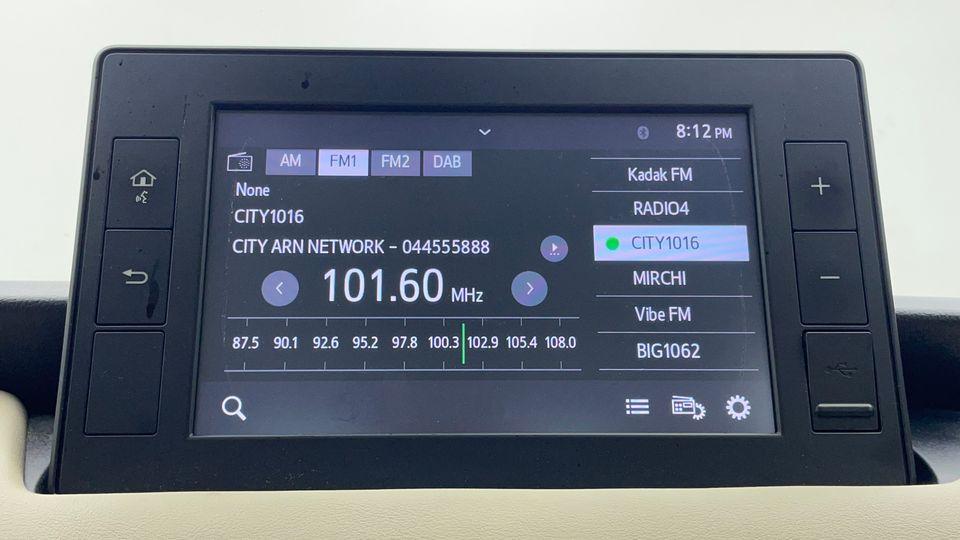 8:12 PM
AM FM1 FM2 DAB
None
CITY1016
CITY ARN NETWORK – 044555888
101.60 MHz
87.5 90.1 92.6 95.2 97.8 100.3 102.9 105.4 108.0
Kadak FM
RADIO4
CITY1016
MIRCHI
Vibe FM
BIG1062